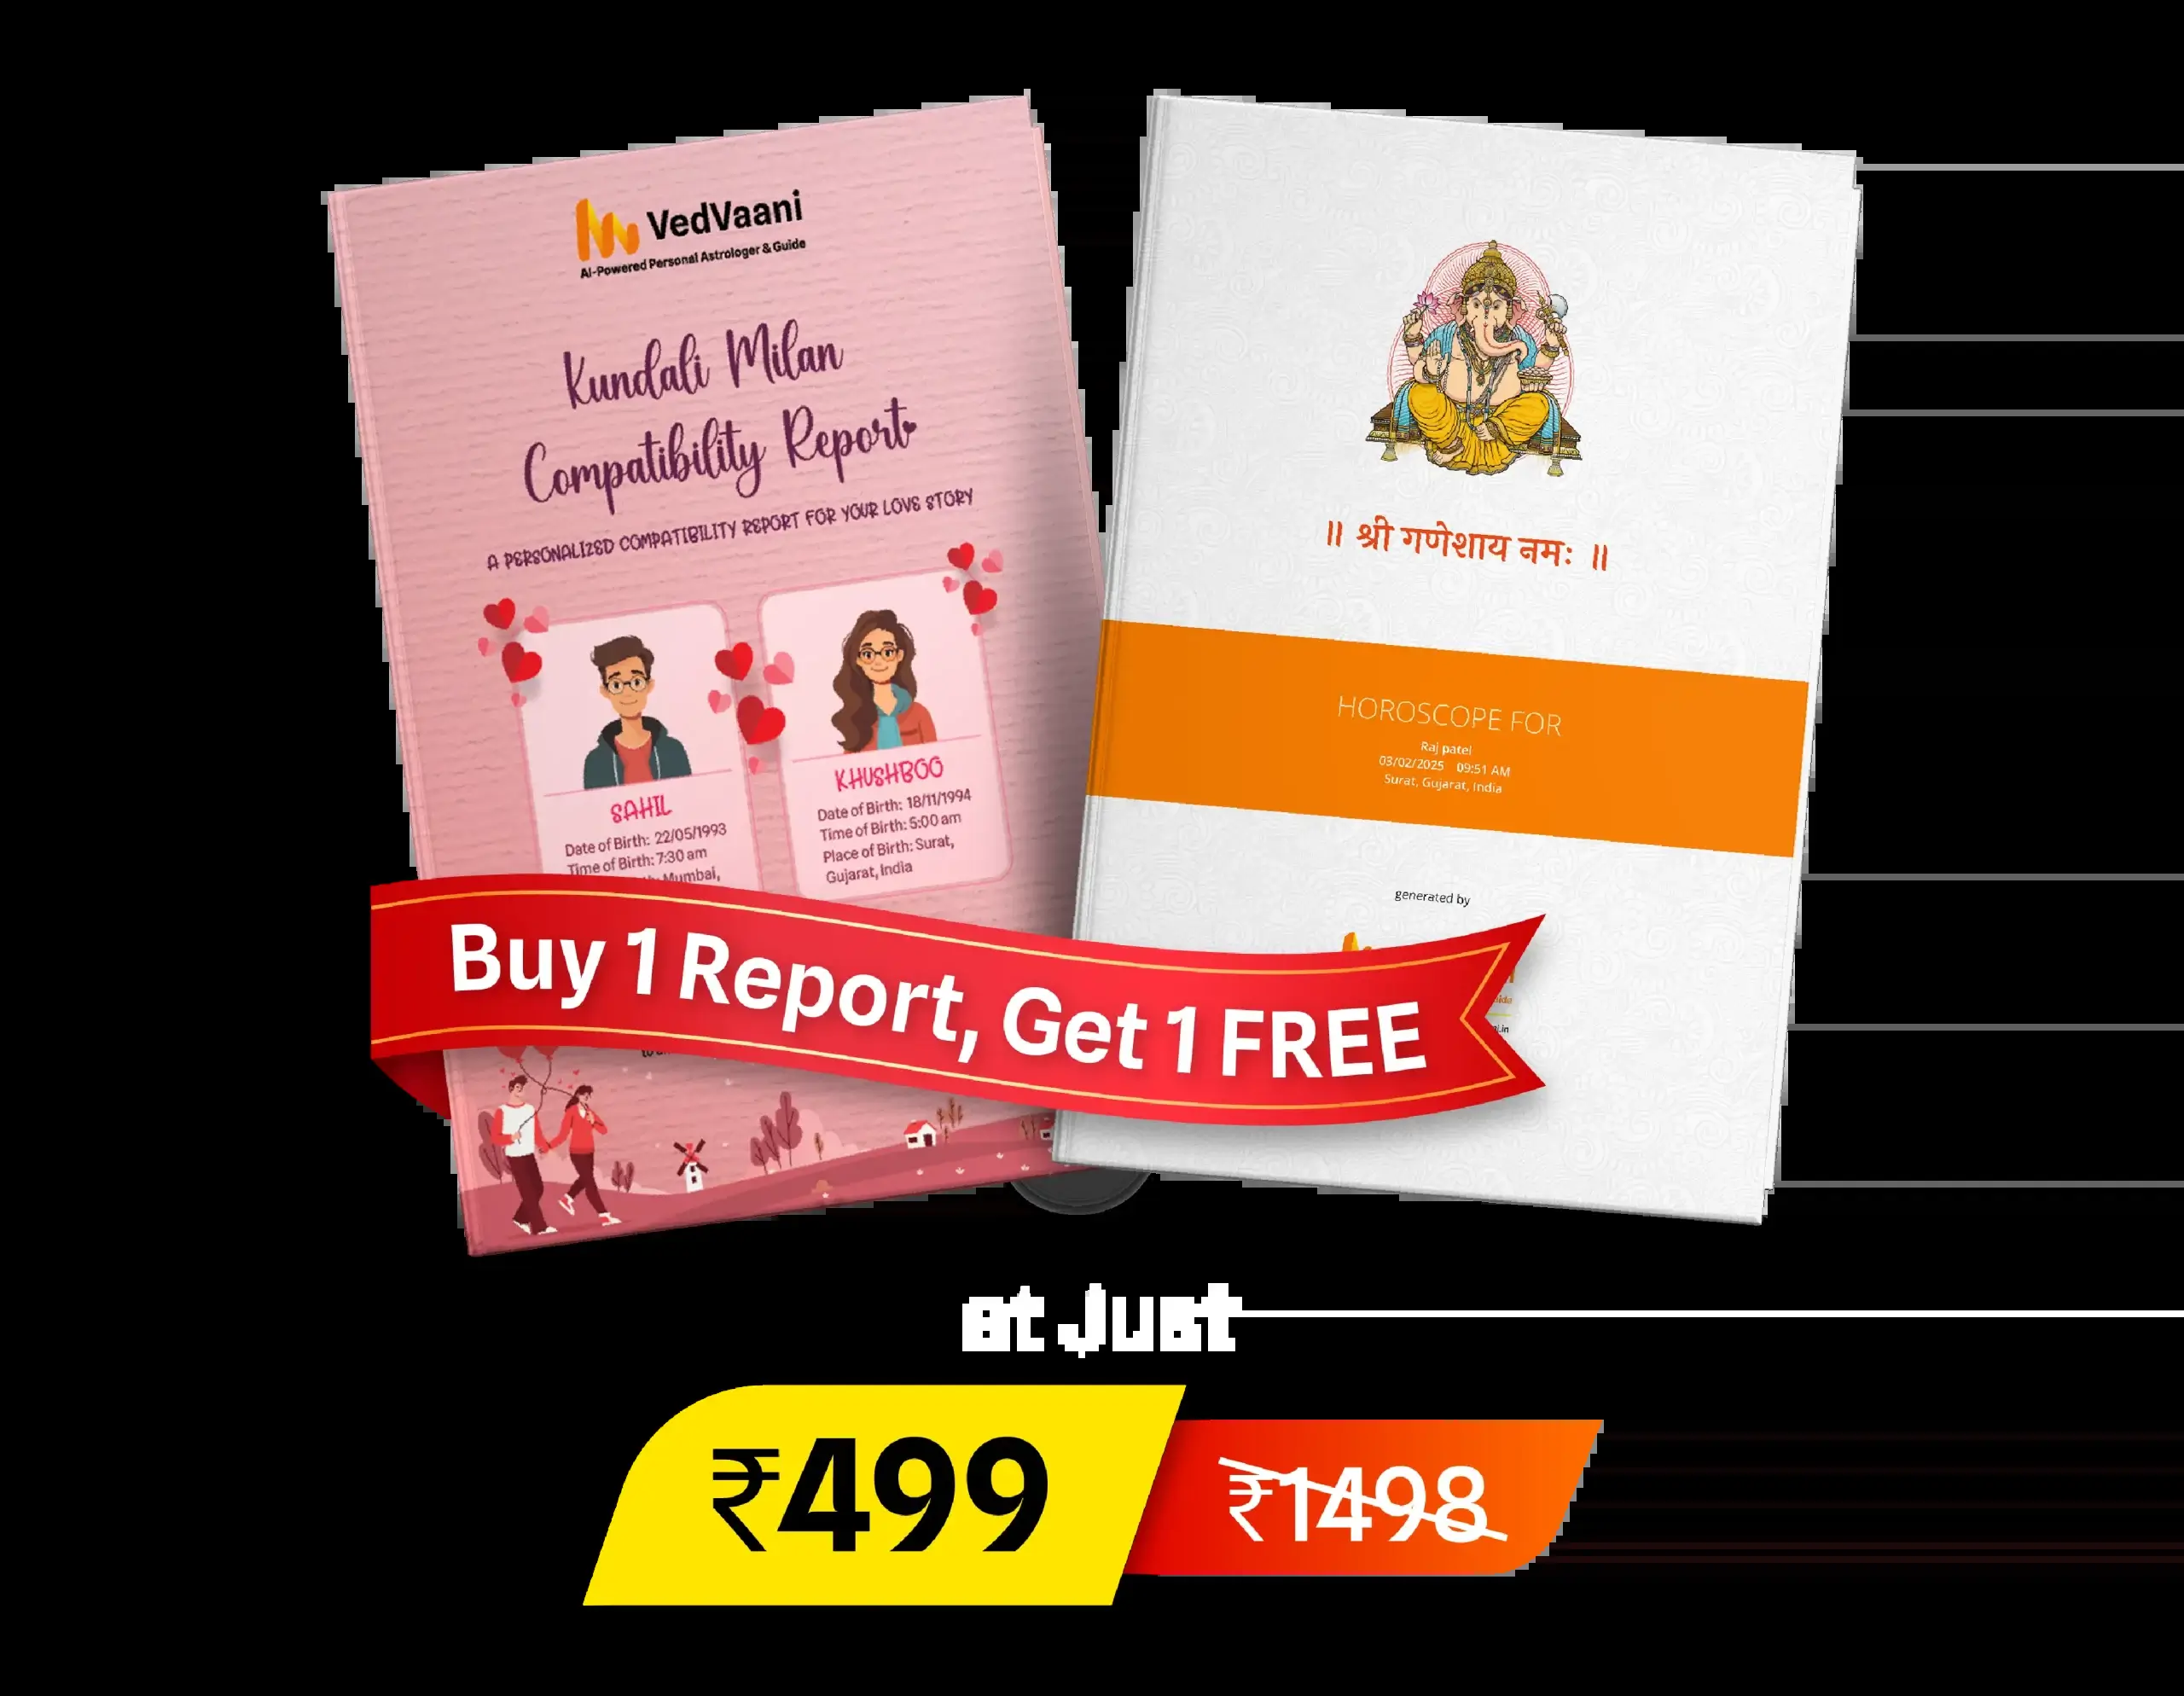 VedVaani
AI-Powered Personal Astrologer & Guide
Kundali Milan
Compatibility Report
A PERSONALIZED COMPATIBILITY REPORT FOR YOUR LOVE STORY
SAHIL
Date of Birth: 22/05/1993
Time of Birth: 7:30 am
Mumbai,
KHUSHBOO
Date of Birth: 18/11/1994
Time of Birth: 5:00 am
Place of Birth: Surat,
Gujarat, India
॥ श्री गणेशाय नमः ॥
HOROSCOPE FOR
Raj patel
03/02/2025 09:51 AM
Surat, Gujarat, India
generated by
Buy 1 Report, Get 1 FREE
at Just
₹499
₹1498